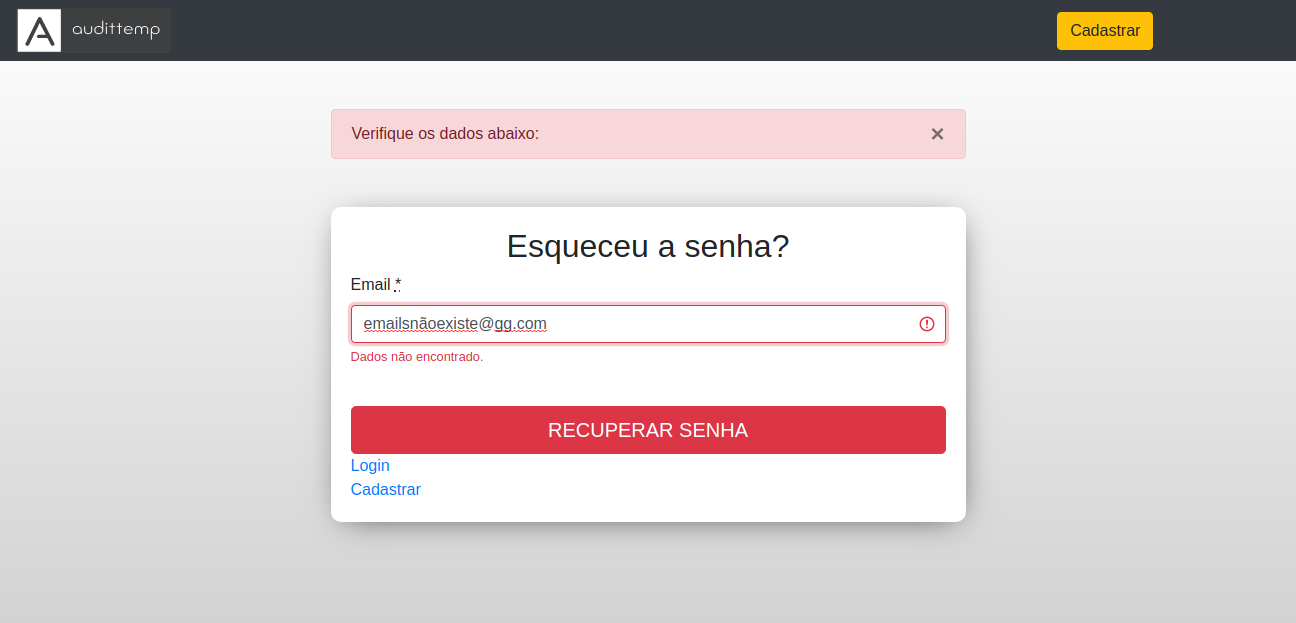 audittemp
Cadastrar
Verifique os dados abaixo: ×
Esqueceu a senha?
Email *
emailsnãoexiste@gg.com
Dados não encontrado.
RECUPERAR SENHA
Login
Cadastrar